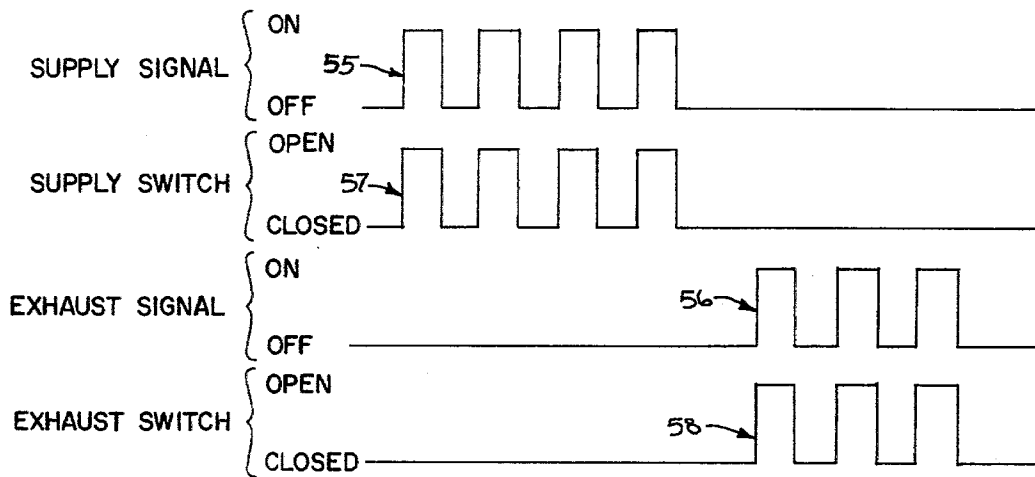 ON
SUPPLY SIGNAL
55
OFF
OPEN
SUPPLY SWITCH
57
CLOSED
ON
EXHAUST SIGNAL
56
OFF
OPEN
EXHAUST SWITCH
58
CLOSED